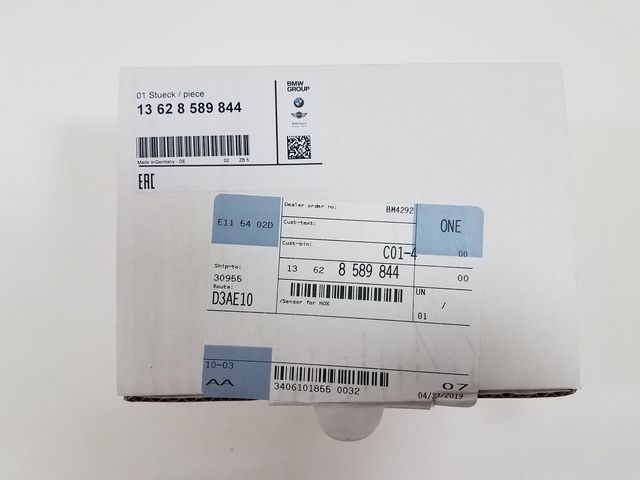 01 Stueck / piece
13 62 8 589 844
BMW
GROUP
Made in Germany - DE 02 ZB 5
EAC
E11 54 02D
Dealer order no: BM4292
ONE
Cust-text:
Cust-bin: C01-4 00
Ship-to:
30966
13 62 8 589 844 00
Route:
D3AE10
UN
/
01
/Sensor for NOX
10-03
AA
3406101855 0032
07
04/23/2019